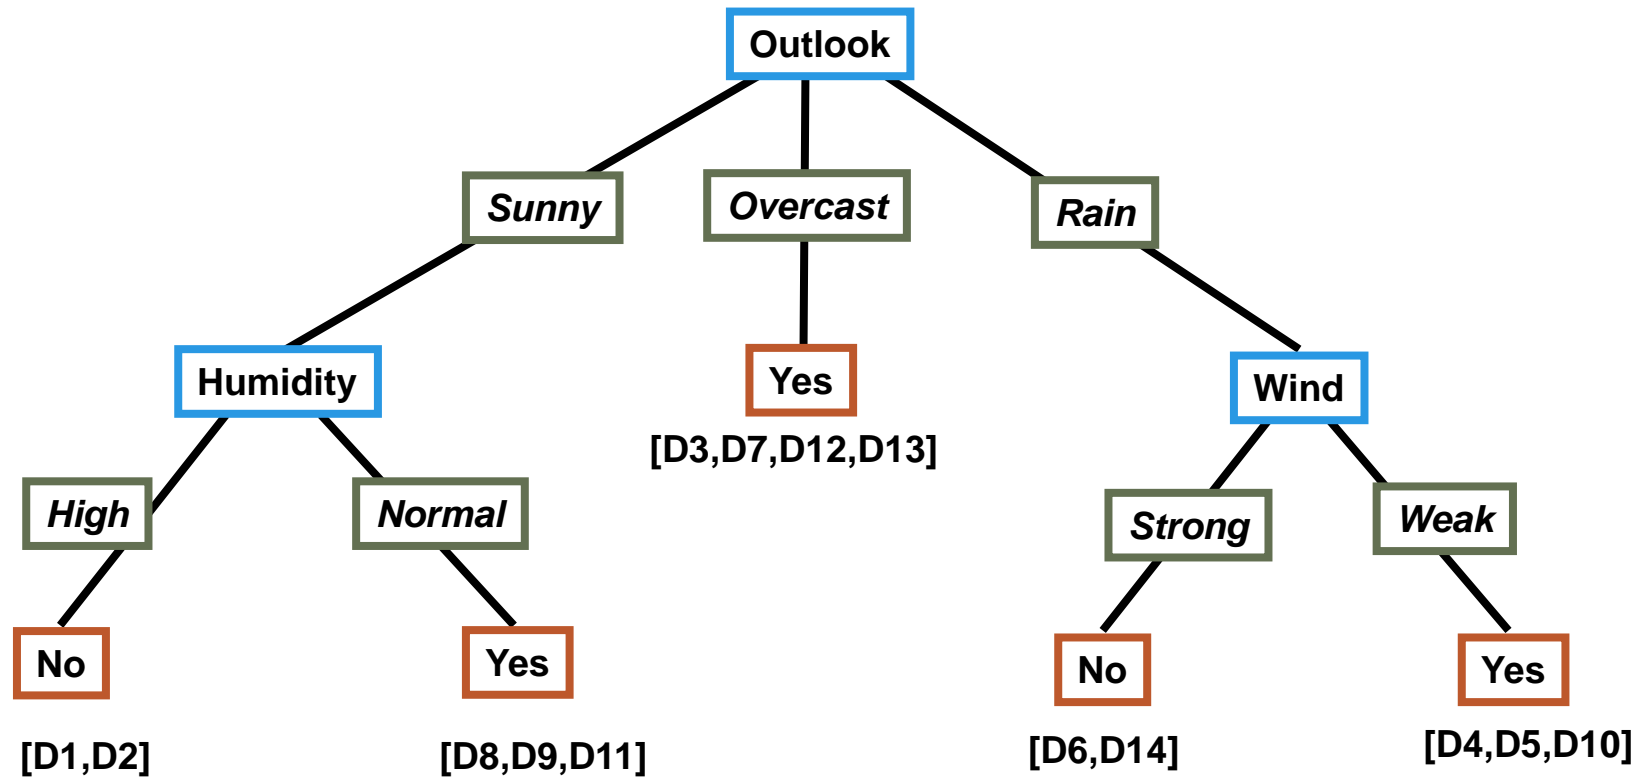 Outlook
Sunny
Overcast
Rain
Humidity
Yes
Wind
[D3,D7,D12,D13]
High
Normal
Strong
Weak
No
Yes
No
Yes
[D1,D2]
[D8,D9,D11]
[D6,D14]
[D4,D5,D10]